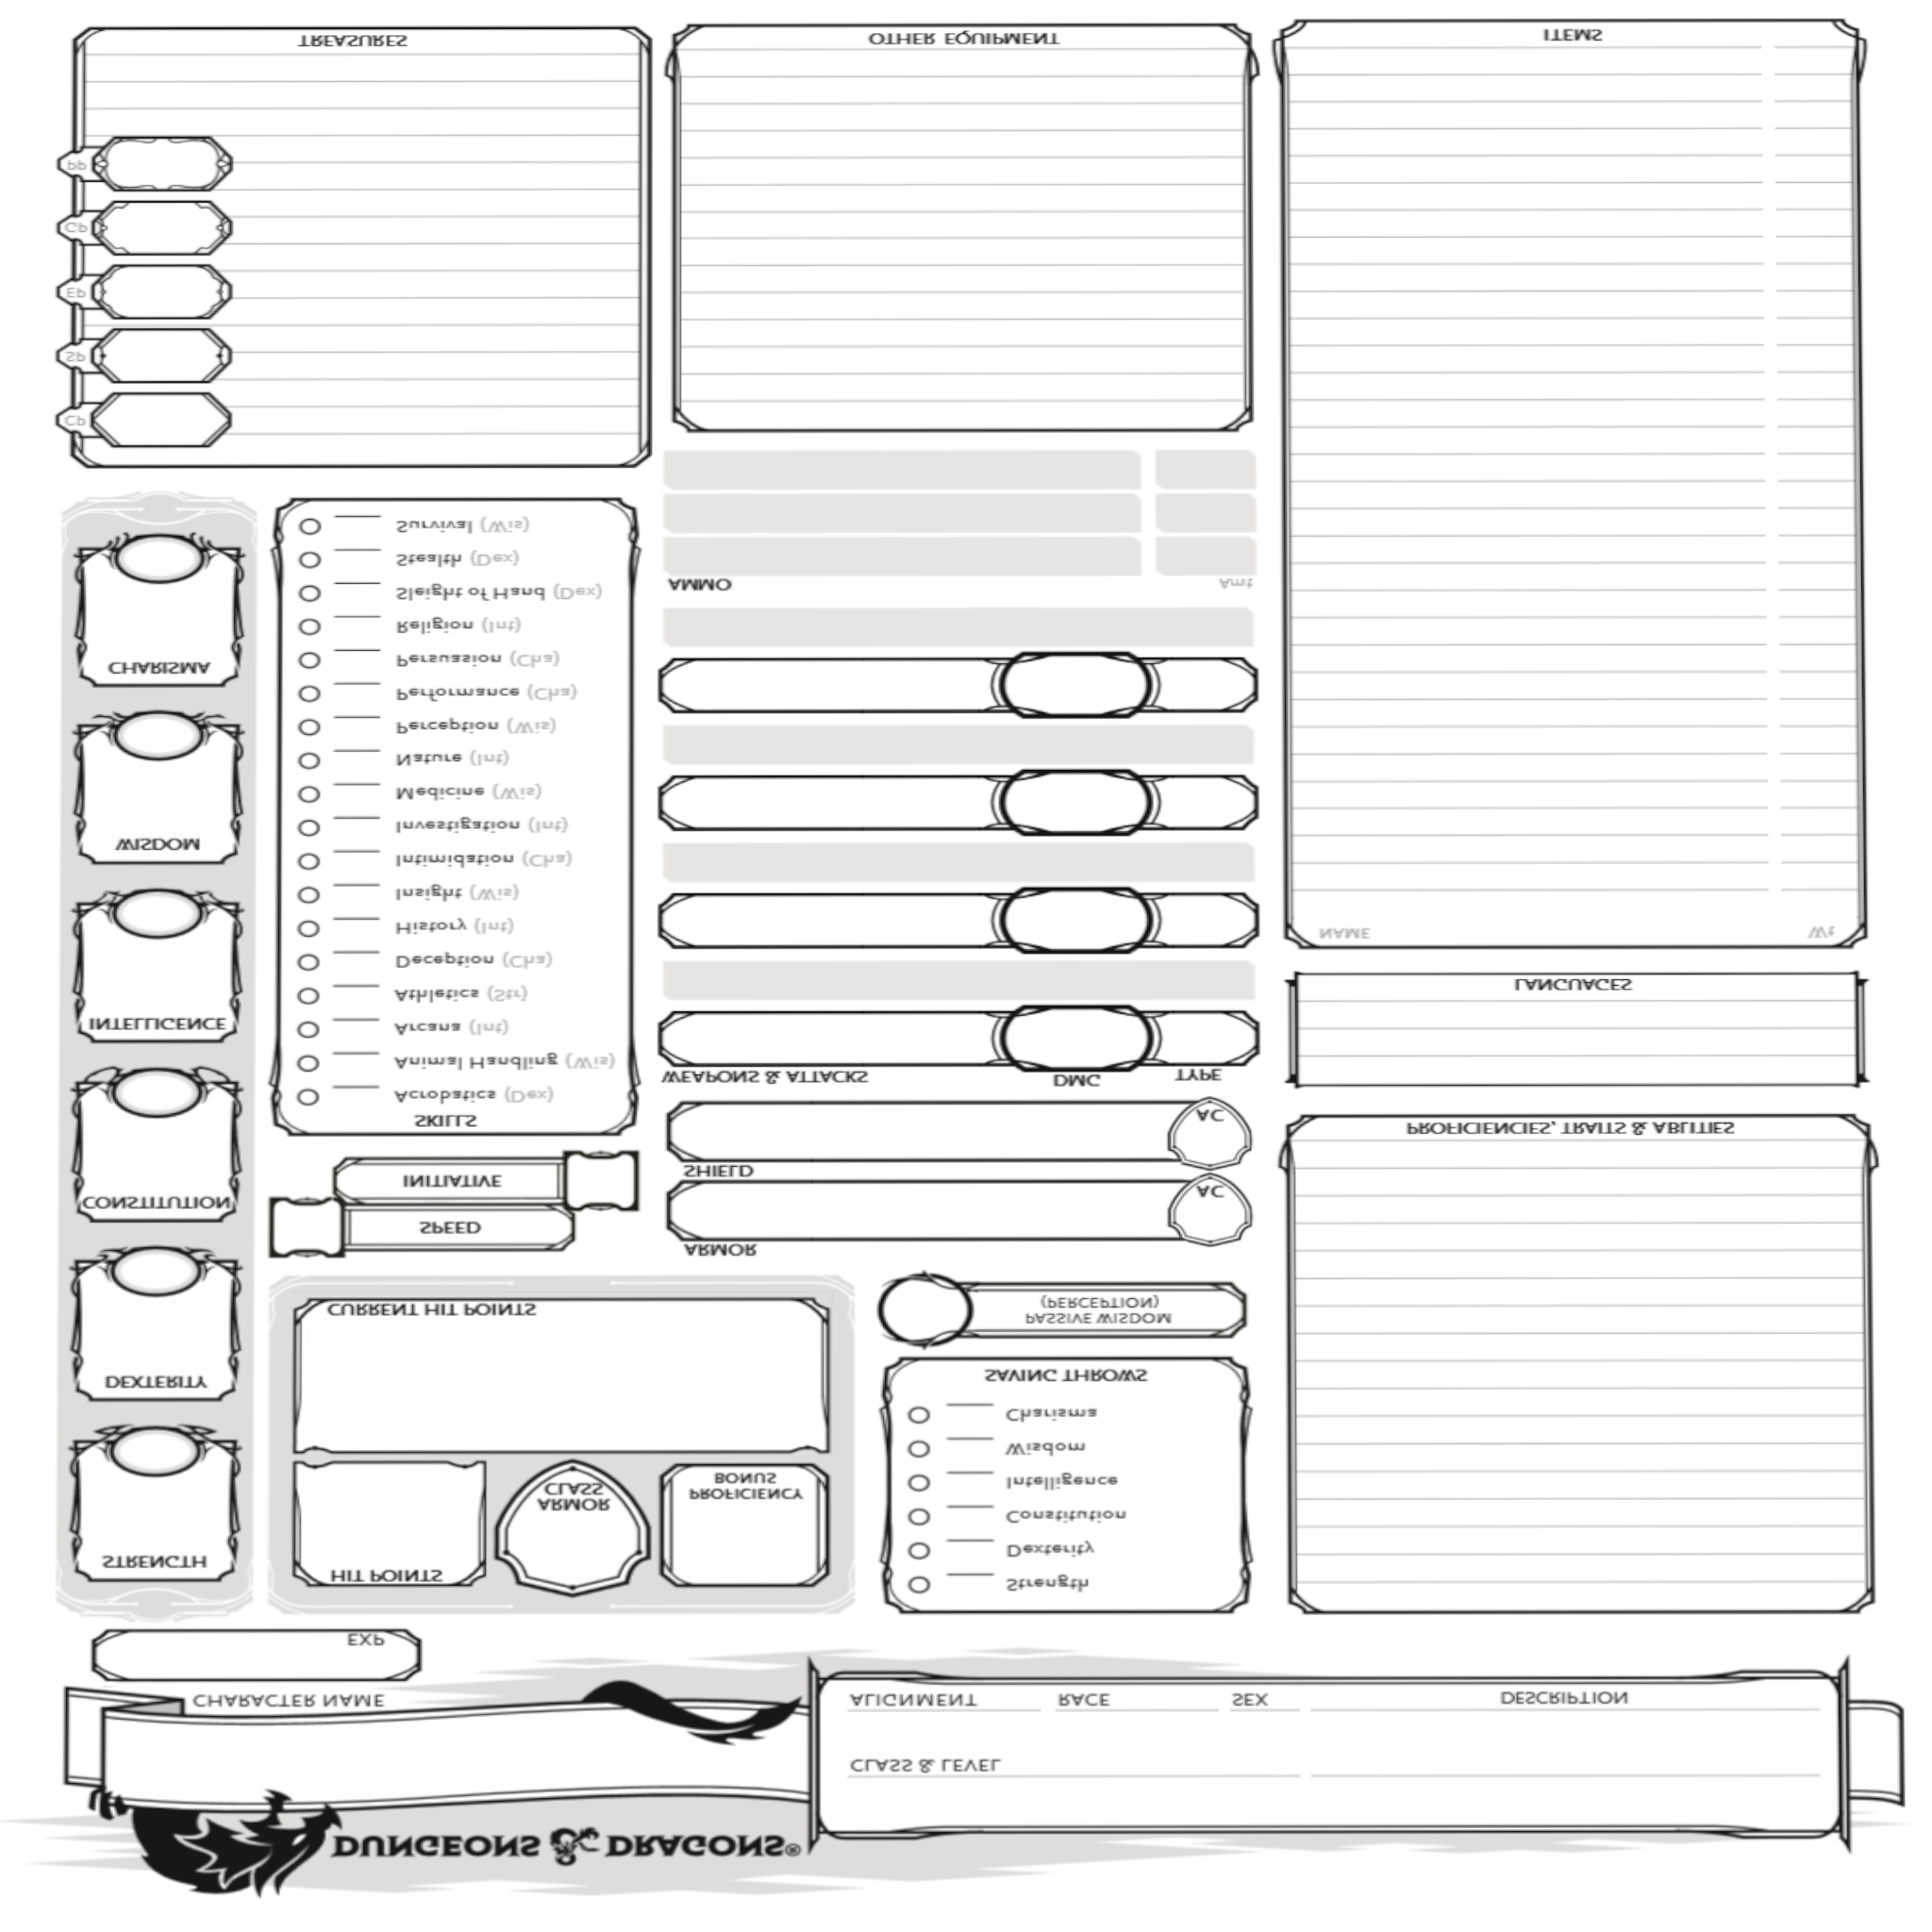 DUNGEONS & DRAGONS®
CLASS & LEVEL
ALIGNMENT
RACE
SEX
DESCRIPTION
CHARACTER NAME
EXP
STRENGTH
DEXTERITY
CONSTITUTION
INTELLIGENCE
WISDOM
CHARISMA
HIT POINTS
ARMOR
CLASS
PROFICIENCY
BONUS
CURRENT HIT POINTS
Strength
Dexterity
Constitution
Intelligence
Wisdom
Charisma
SAVING THROWS
PASSIVE WISDOM
(PERCEPTION)
SPEED
INITIATIVE
SKILLS
Acrobatics (Dex)
Animal Handling (Wis)
Arcana (Int)
Athletics (Str)
Deception (Cha)
History (Int)
Insight (Wis)
Intimidation (Cha)
Investigation (Int)
Medicine (Wis)
Nature (Int)
Perception (Wis)
Performance (Cha)
Persuasion (Cha)
Religion (Int)
Sleight of Hand (Dex)
Stealth (Dex)
Survival (Wis)
ARMOR
AC
SHIELD
AC
WEAPONS & ATTACKS
DMG
TYPE
AMMO
Amt
PROFICIENCIES, TRAITS & ABLITIES
LANGUAGES
NAME
Wt
ITEMS
OTHER EQUIPMENT
CP
SP
EP
GP
PP
TREASURES